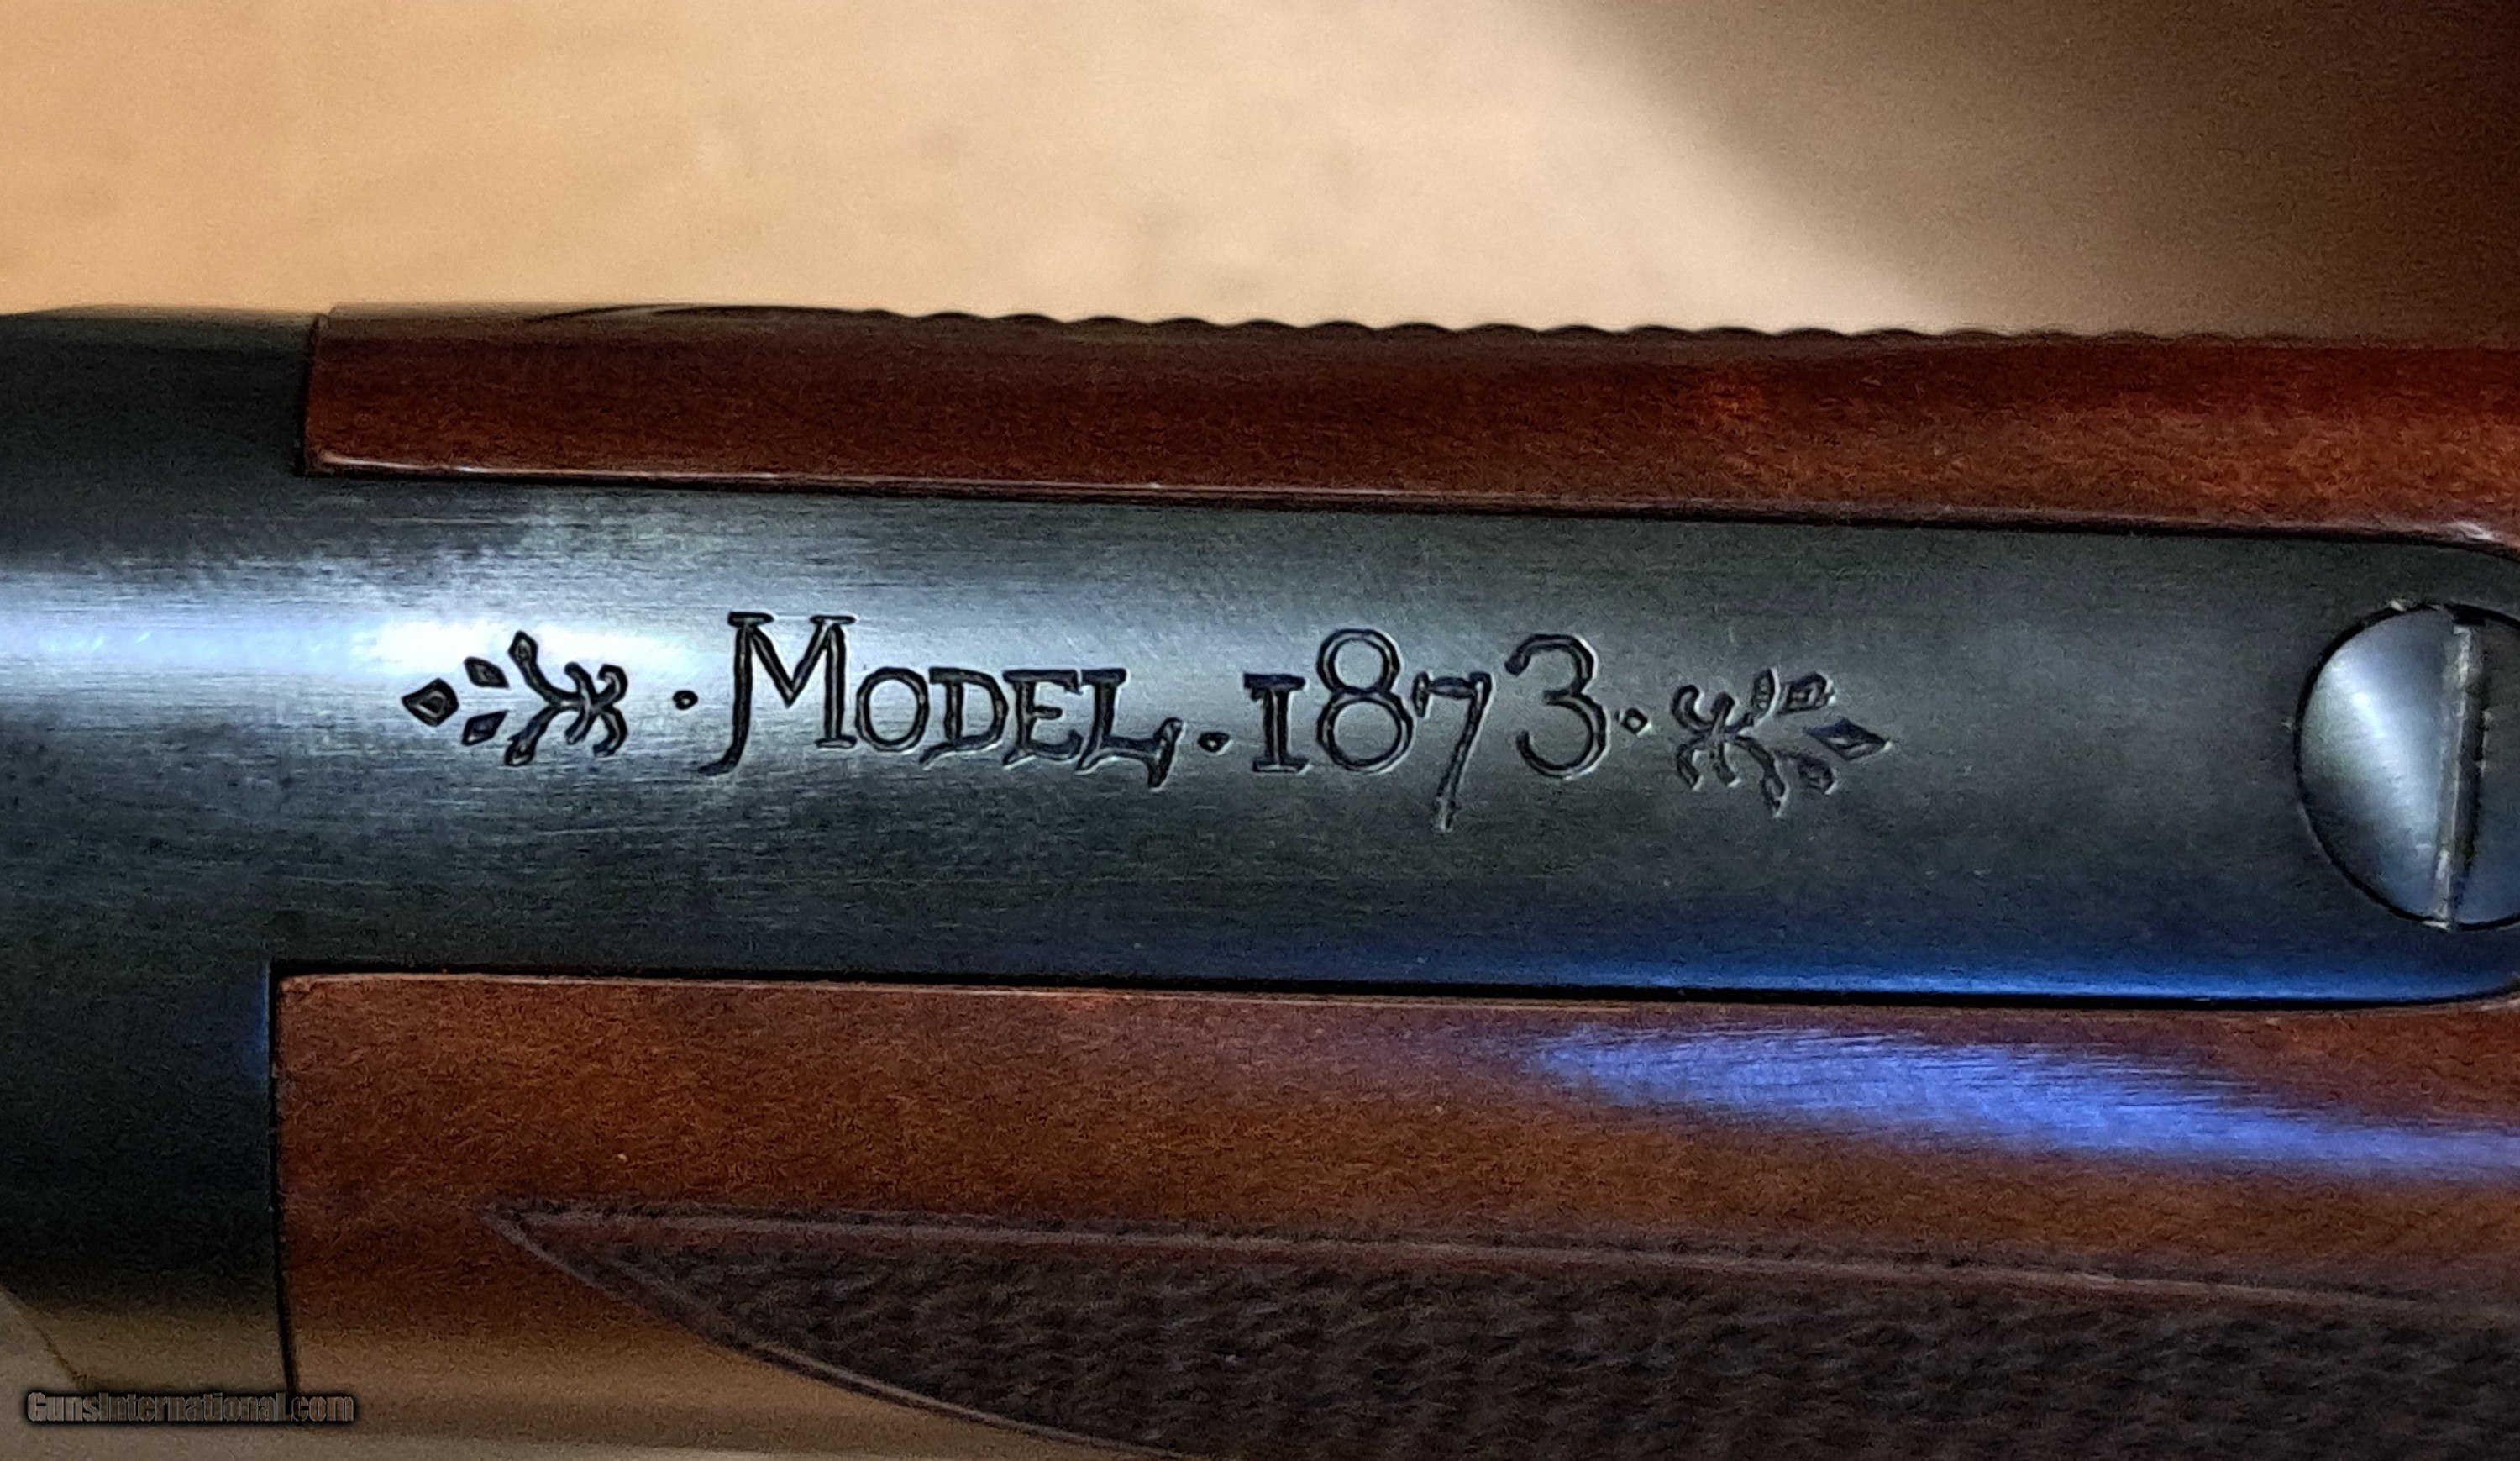 · MODEL · 1873 ·
GunsInternational.com